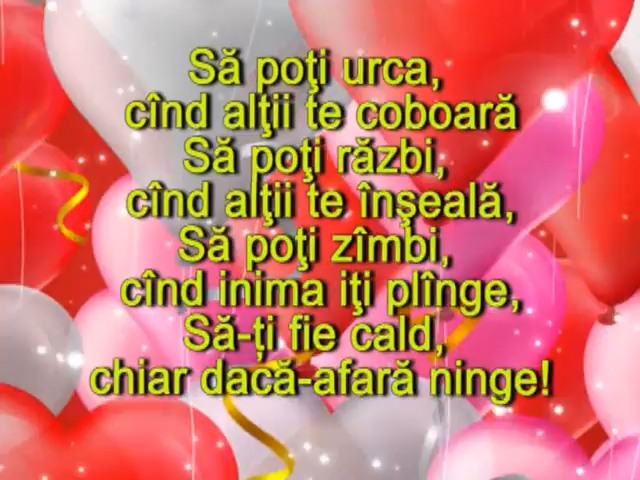 Să poţi urca,
cînd alţii te coboară
Să poţi răzbi,
cînd alţii te înşeală,
Să poţi zîmbi,
cînd inima iţi plînge,
Să-ți fie cald,
chiar dacă-afară ninge!